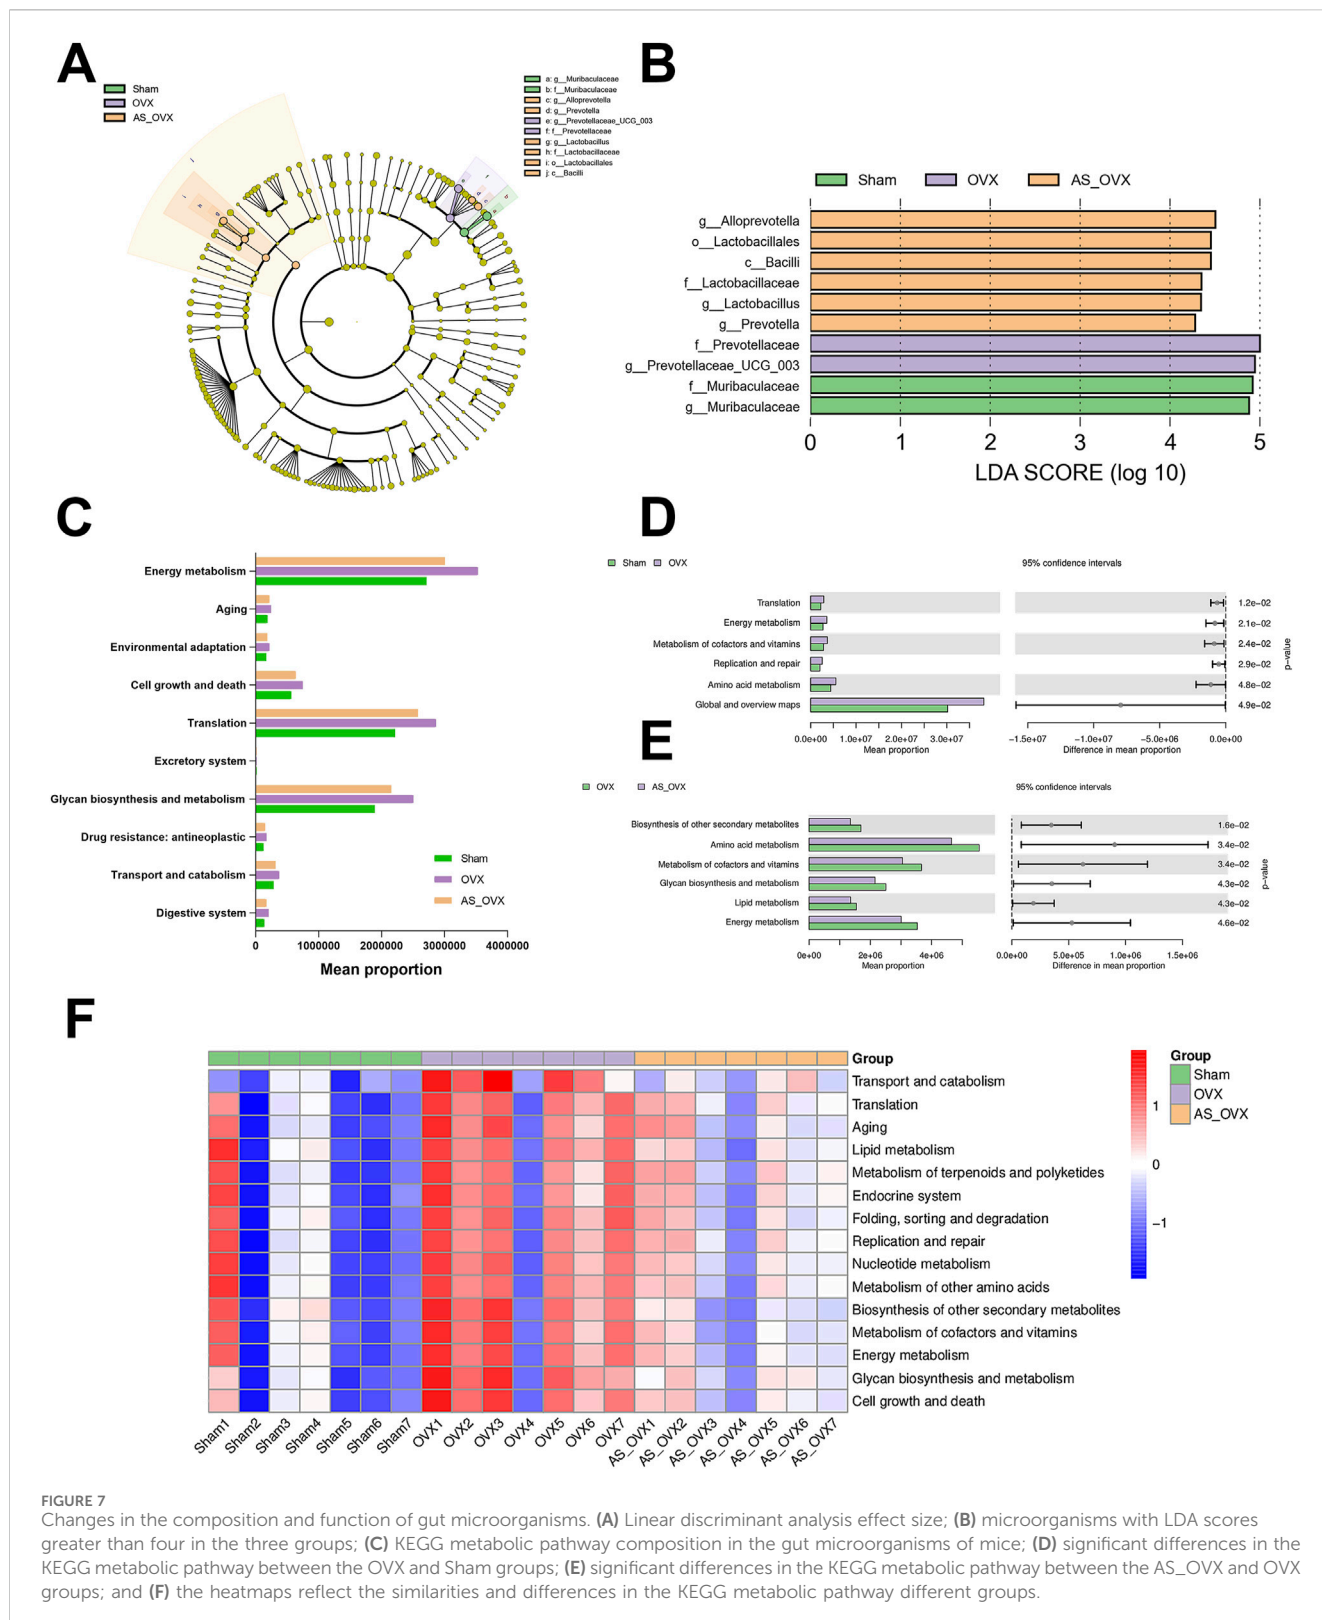 A
Sham
OVX
AS_OVX
a: g__Muribaculaceae
b: f__Muribaculaceae
c: g__Alloprevotella
d: g__Prevotella
e: g__Prevotellaceae_UCG_003
f: f__Prevotellaceae
g: g__Lactobacillus
h: f__Lactobacillaceae
i: o__Lactobacillales
j: c__Bacilli
B
Sham OVX AS_OVX
g__Alloprevotella
o__Lactobacillales
c__Bacilli
f__Lactobacillaceae
g__Lactobacillus
g__Prevotella
f__Prevotellaceae
g__Prevotellaceae_UCG_003
f__Muribaculaceae
g__Muribaculaceae
0 1 2 3 4 5
LDA SCORE (log 10)
C
Energy metabolism
Aging
Environmental adaptation
Cell growth and death
Translation
Excretory system
Glycan biosynthesis and metabolism
Drug resistance: antineoplastic
Transport and catabolism
Digestive system
Sham
OVX
AS_OVX
0 1000000 2000000 3000000 4000000
Mean proportion
D
Sham OVX
95% confidence intervals
Translation 1.2e-02
Energy metabolism 2.1e-02
Metabolism of cofactors and vitamins 2.4e-02
Replication and repair 2.9e-02
Amino acid metabolism 4.8e-02
Global and overview maps 4.9e-02
p-value
0.0e+00 1.0e+07 2.0e+07 3.0e+07
Mean proportion
−1.5e+07 −1.0e+07 −5.0e+06 0.0e+00
Difference in mean proportion
E
OVX AS_OVX
95% confidence intervals
Biosynthesis of other secondary metabolites 1.6e-02
Amino acid metabolism 3.4e-02
Metabolism of cofactors and vitamins 3.4e-02
Glycan biosynthesis and metabolism 4.3e-02
Lipid metabolism 4.3e-02
Energy metabolism 4.6e-02
p-value
0e+00 2e+06 4e+06
Mean proportion
0.0e+00 5.0e+05 1.0e+06 1.5e+06
Difference in mean proportion
F
Group
Transport and catabolism
Translation
Aging
Lipid metabolism
Metabolism of terpenoids and polyketides
Endocrine system
Folding, sorting and degradation
Replication and repair
Nucleotide metabolism
Metabolism of other amino acids
Biosynthesis of other secondary metabolites
Metabolism of cofactors and vitamins
Energy metabolism
Glycan biosynthesis and metabolism
Cell growth and death
Sham1 Sham2 Sham3 Sham4 Sham5 Sham6 Sham7 OVX1 OVX2 OVX3 OVX4 OVX5 OVX6 OVX7 AS_OVX1 AS_OVX2 AS_OVX3 AS_OVX4 AS_OVX5 AS_OVX6 AS_OVX7
1
0
−1
Group
Sham
OVX
AS_OVX
FIGURE 7
Changes in the composition and function of gut microorganisms. (A) Linear discriminant analysis effect size; (B) microorganisms with LDA scores
greater than four in the three groups; (C) KEGG metabolic pathway composition in the gut microorganisms of mice; (D) significant differences in the
KEGG metabolic pathway between the OVX and Sham groups; (E) significant differences in the KEGG metabolic pathway between the AS_OVX and OVX
groups; and (F) the heatmaps reflect the similarities and differences in the KEGG metabolic pathway different groups.